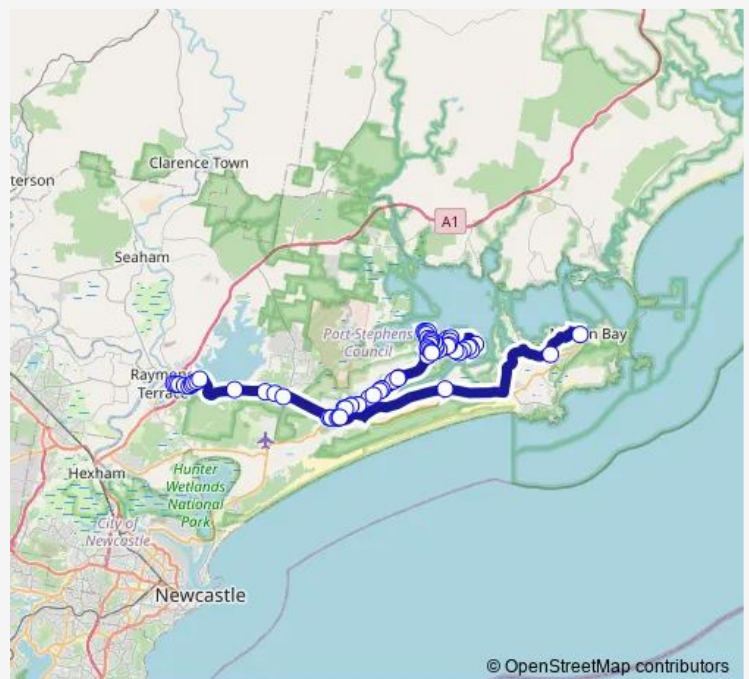 Clarence Town
terson
A1
Seaham
Port Stephens
Council
Bay
Terrace
Hexham
Hunter
Wetlands
National
Park
City of
Newcastle
Newcastle
© OpenStreetMap contributors